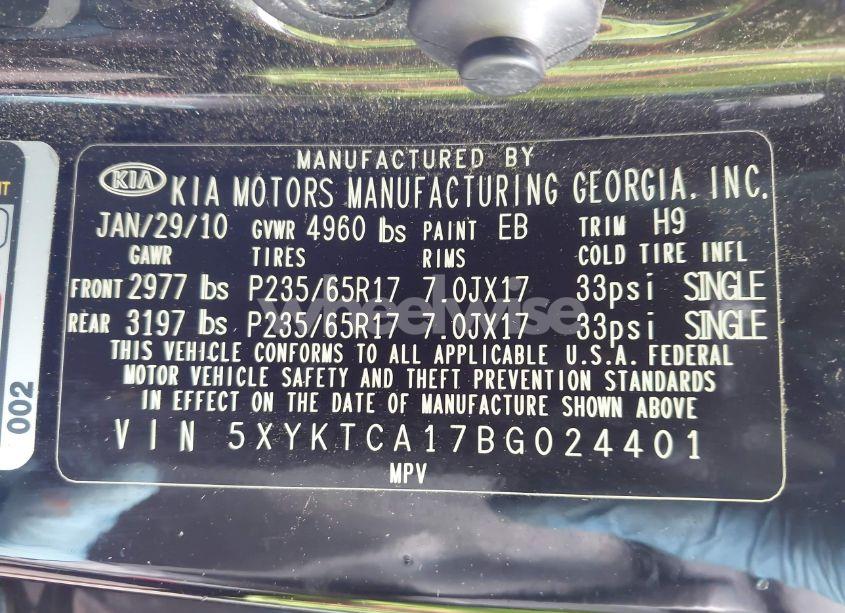 MANUFACTURED BY
KIA KIA MOTORS MANUFACTURING GEORGIA, INC.
JAN/29/10 GVWR 4960 lbs PAINT EB TRIM H9
GAWR TIRES RIMS COLD TIRE INFL
FRONT 2977 lbs P235/65R17 7.0JX17 33psi SINGLE
REAR 3197 lbs P235/65R17 7.0JX17 33psi SINGLE
wheelwise
THIS VEHICLE CONFORMS TO ALL APPLICABLE U.S.A. FEDERAL
MOTOR VEHICLE SAFETY AND THEFT PREVENTION STANDARDS
IN EFFECT ON THE DATE OF MANUFACTURE SHOWN ABOVE
VIN 5XYKTCA17BG024401
MPV
002